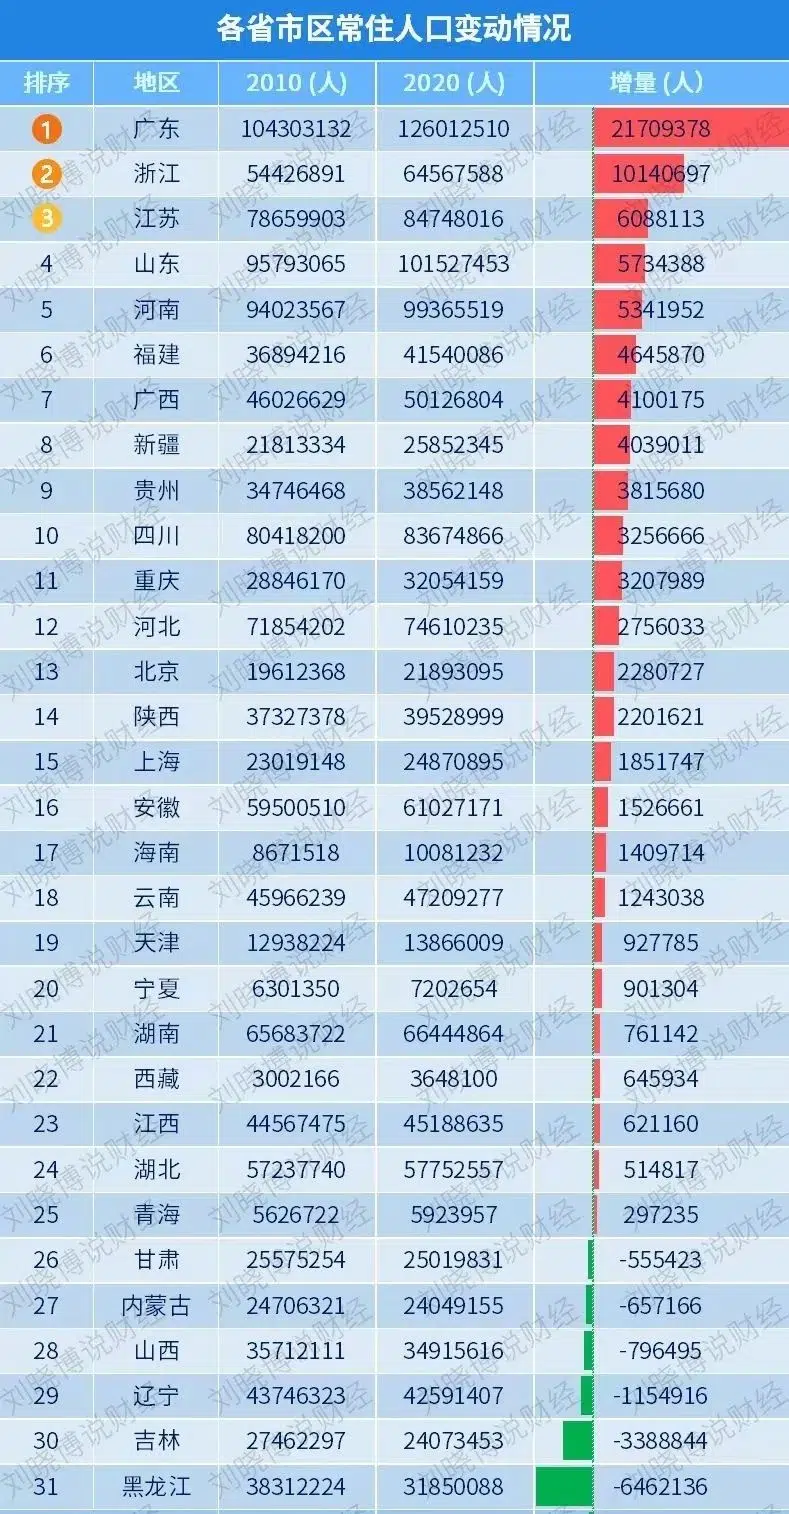 各省市区常住人口变动情况
排序 地区 2010 (人) 2020 (人) 增量 (人)
1 广东 104303132 126012510 21709378
2 浙江 54426891 64567588 10140697
3 江苏 78659903 84748016 6088113
4 山东 95793065 101527453 5734388
5 河南 94023567 99365519 5341952
6 福建 36894216 41540086 4645870
7 广西 46026629 50126804 4100175
8 新疆 21813334 25852345 4039011
9 贵州 34746468 38562148 3815680
10 四川 80418200 83674866 3256666
11 重庆 28846170 32054159 3207989
12 河北 71854202 74610235 2756033
13 北京 19612368 21893095 2280727
14 陕西 37327378 39528999 2201621
15 上海 23019148 24870895 1851747
16 安徽 59500510 61027171 1526661
17 海南 8671518 10081232 1409714
18 云南 45966239 47209277 1243038
19 天津 12938224 13866009 927785
20 宁夏 6301350 7202654 901304
21 湖南 65683722 66444864 761142
22 西藏 3002166 3648100 645934
23 江西 44567475 45188635 621160
24 湖北 57237740 57752557 514817
25 青海 5626722 5923957 297235
26 甘肃 25575254 25019831 -555423
27 内蒙古 24706321 24049155 -657166
28 山西 35712111 34915616 -796495
29 辽宁 43746323 42591407 -1154916
30 吉林 27462297 24073453 -3388844
31 黑龙江 38312224 31850088 -6462136
刘晓博说财经